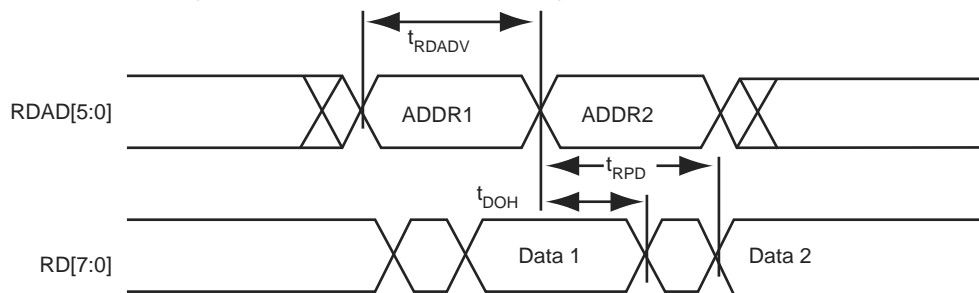 tRDADV
RDAD[5:0]
ADDR1
ADDR2
tRPD
tDOH
RD[7:0]
Data 1
Data 2